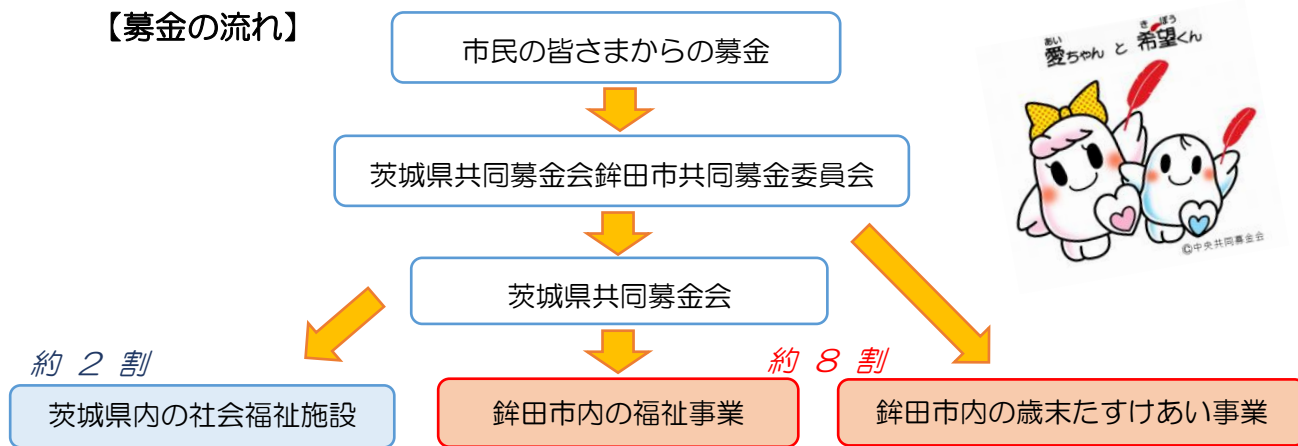 【募金の流れ】
市民の皆さまからの募金
あい き ぼう
愛ちゃん と 希望くん
茨城県共同募金会鉾田市共同募金委員会
©中央共同募金会
茨城県共同募金会
約 2 割
約 8 割
茨城県内の社会福祉施設
鉾田市内の福祉事業
鉾田市内の歳末たすけあい事業